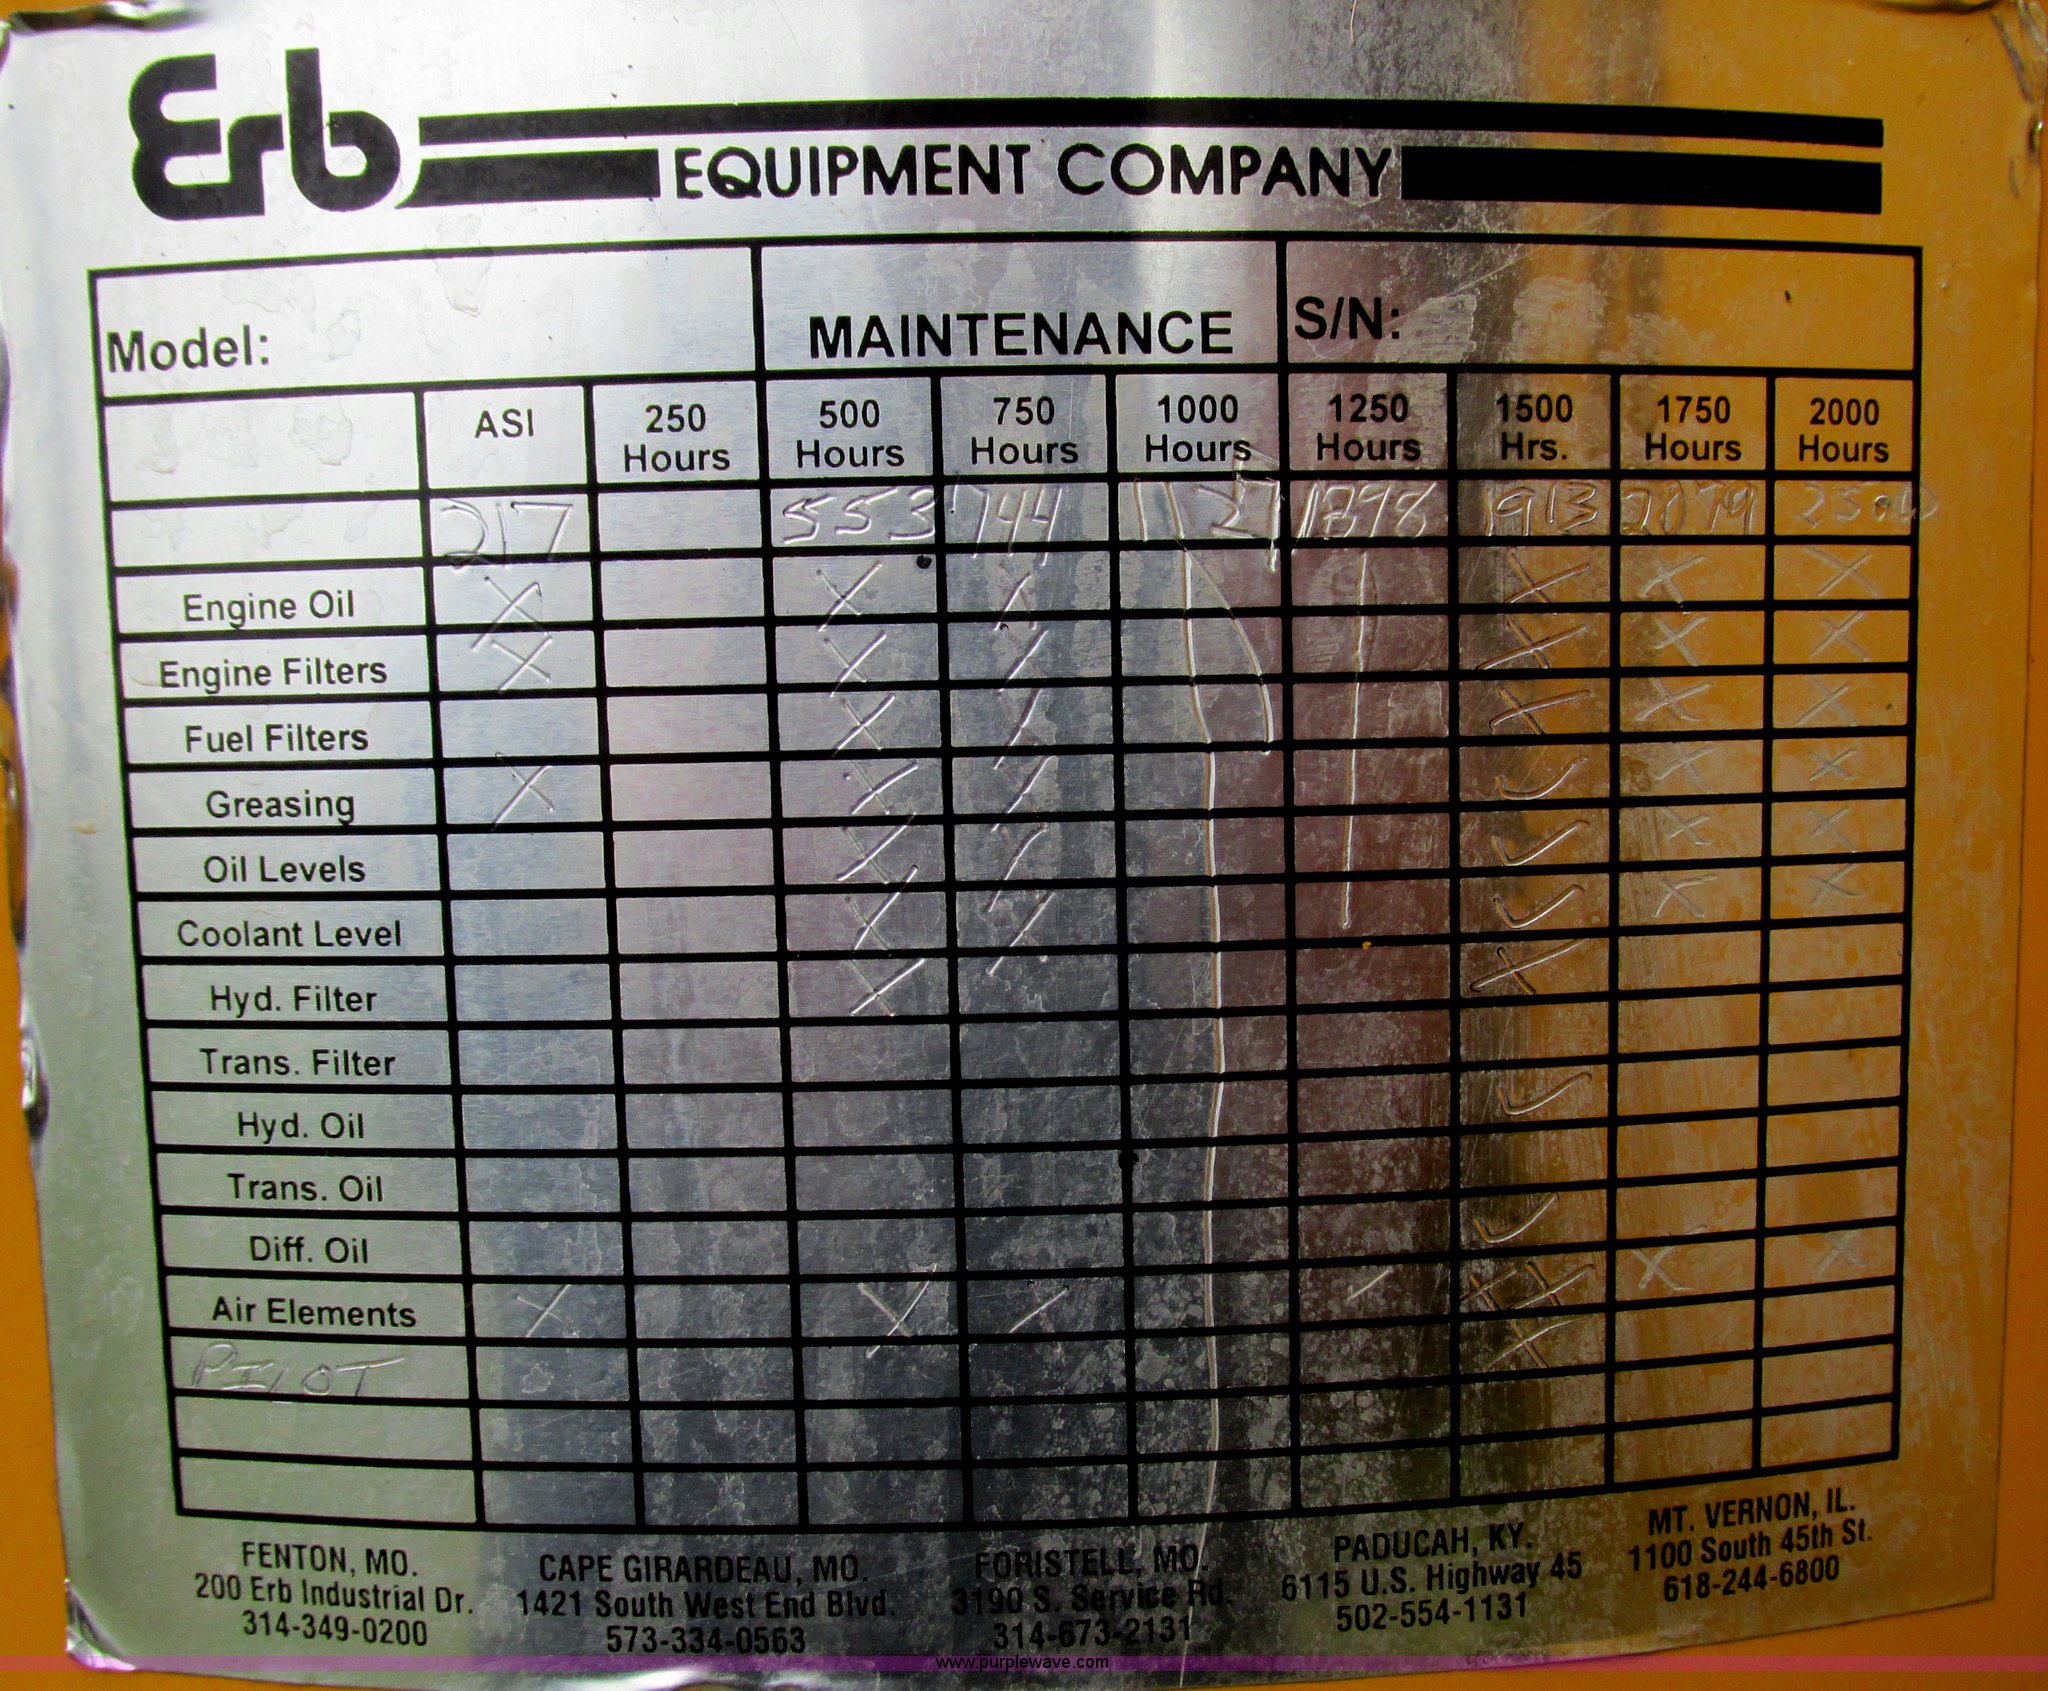 Erb EQUIPMENT COMPANY
Model: MAINTENANCE S/N:
ASI 250 Hours 500 Hours 750 Hours 1000 Hours 1250 Hours 1500 Hrs. 1750 Hours 2000 Hours
217 553 744 1127 1398 1913 2079
Engine Oil X X X X X X
Engine Filters X X X X X X
Fuel Filters X X X X X
Greasing X X X ✓ X X
Oil Levels X X ✓ X X
Coolant Level X X ✓ X X
Hyd. Filter X X
Trans. Filter
Hyd. Oil ✓
Trans. Oil
Diff. Oil ✓
Air Elements X X X XX X X
PILOT X
FENTON, MO.
200 Erb Industrial Dr.
314-349-0200
CAPE GIRARDEAU, MO.
1421 South West End Blvd.
573-334-0563
FORISTELL, MO.
3190 S. Service Rd.
314-673-2131
PADUCAH, KY.
6115 U.S. Highway 45
502-554-1131
MT. VERNON, IL.
1100 South 45th St.
618-244-6800
www.purplewave.com